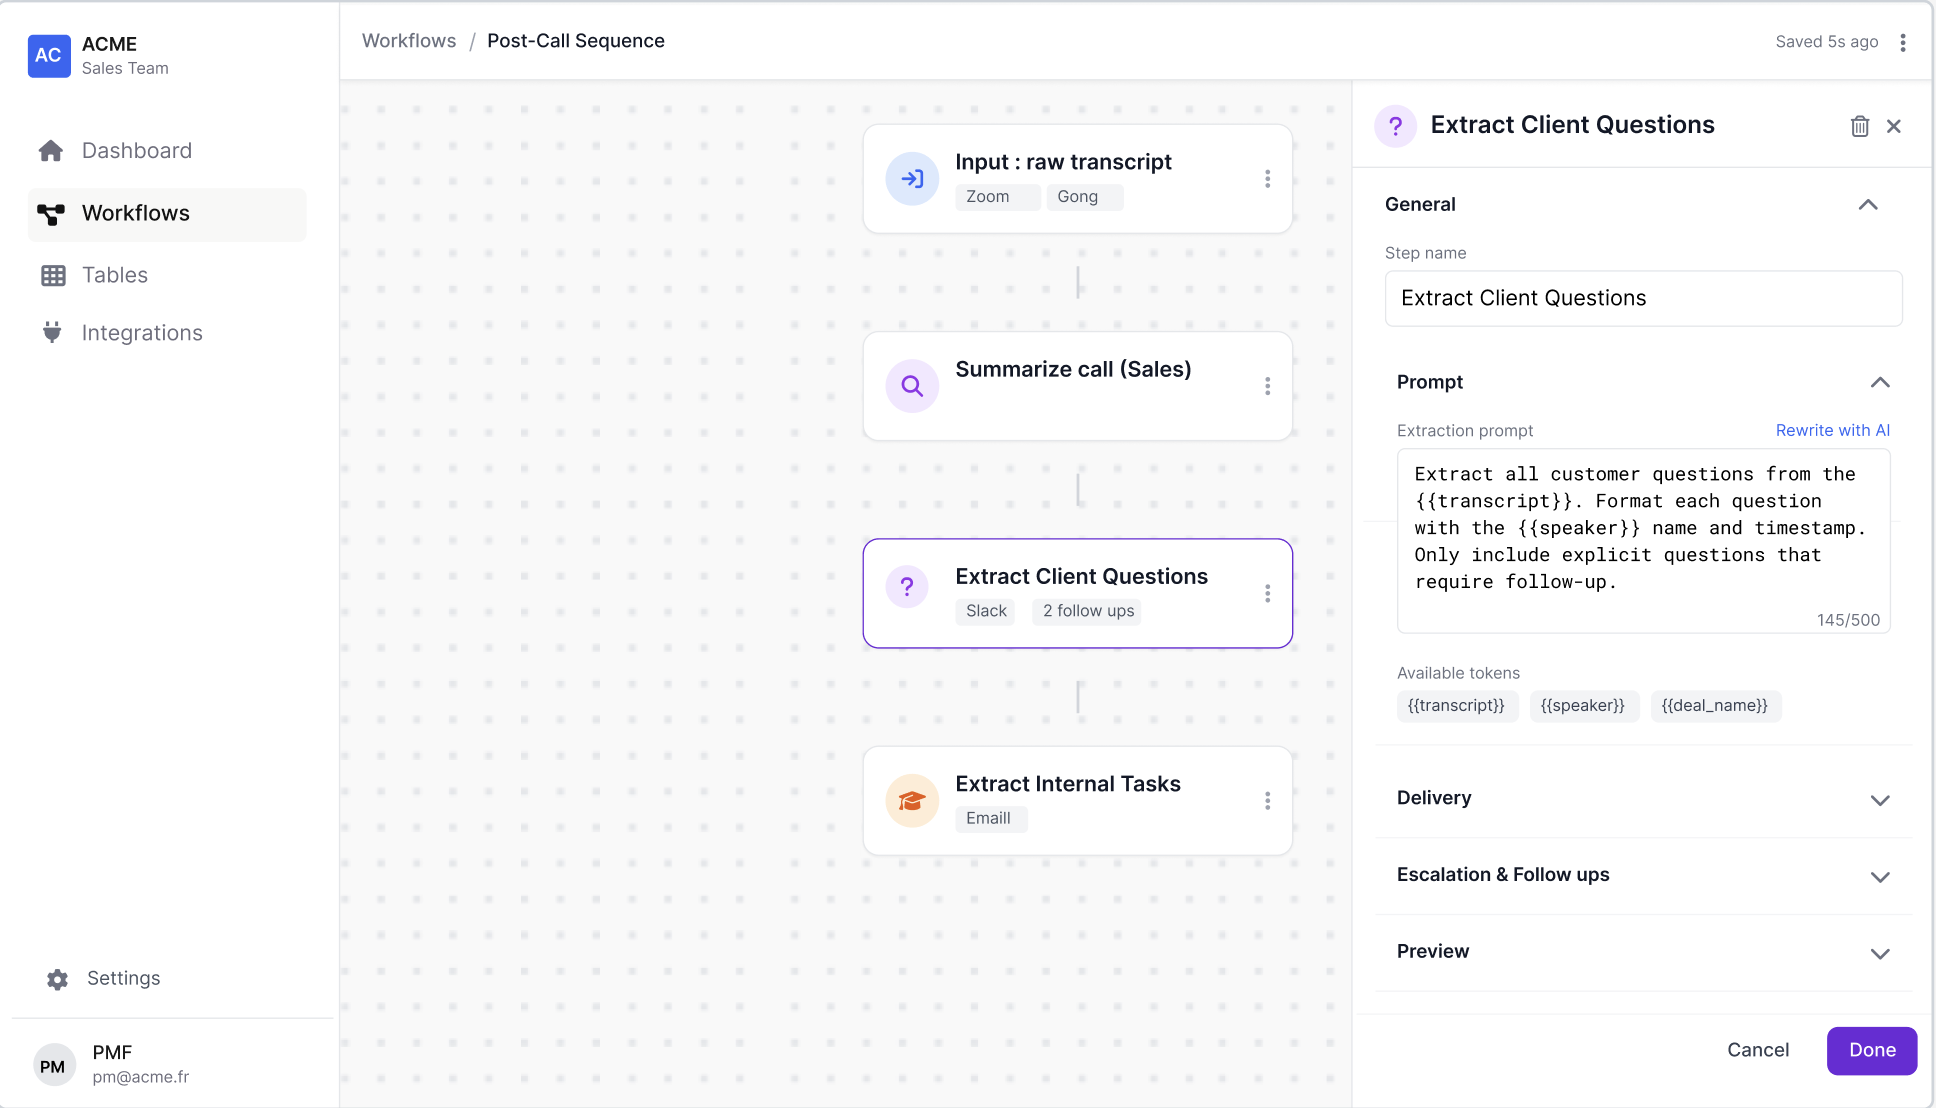 AC
ACME
Sales Team
Dashboard
Workflows
Tables
Integrations
Settings
PM
PMF
pm@acme.fr
Workflows / Post-Call Sequence
Saved 5s ago
Input : raw transcript
Zoom
Gong
Summarize call (Sales)
?
Extract Client Questions
Slack
2 follow ups
Extract Internal Tasks
Emaill
?
Extract Client Questions
General
Step name
Extract Client Questions
Prompt
Extraction prompt
Rewrite with AI
Extract all customer questions from the
{{transcript}}. Format each question
with the {{speaker}} name and timestamp.
Only include explicit questions that
require follow-up.
145/500
Available tokens
{{transcript}}
{{speaker}}
{{deal_name}}
Delivery
Escalation & Follow ups
Preview
Cancel
Done